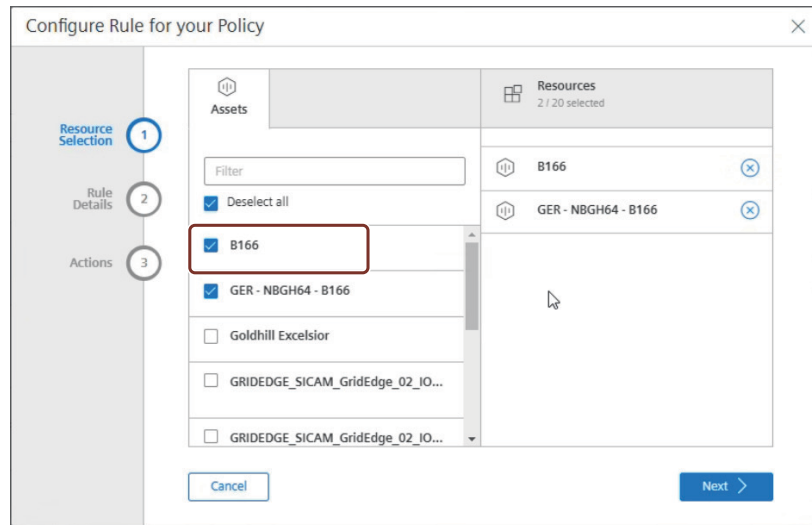 Configure Rule for your Policy
Resource
Selection
1
Rule
Details
2
Actions
3
Assets
Filter
Deselect all
B166
GER - NBGH64 - B166
Goldhill Excelsior
GRIDEDGE_SICAM_GridEdge_02_IO...
GRIDEDGE_SICAM_GridEdge_02_IO...
Resources
2 / 20 selected
B166
GER - NBGH64 - B166
Cancel
Next